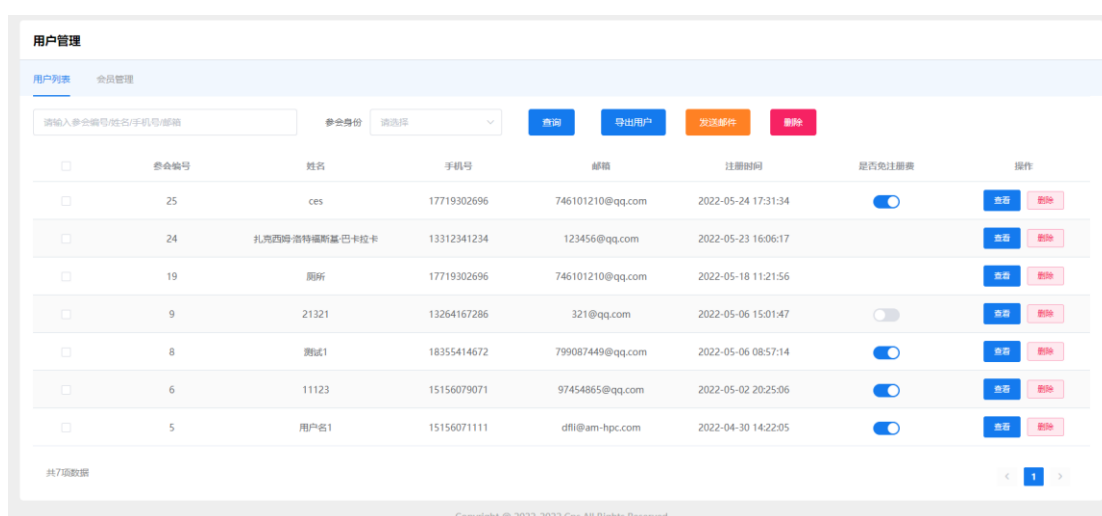 用户管理
用户列表 会员管理
请输入参会编号/姓名/手机号/邮箱 参会身份 请选择 查询 导出用户 发送邮件 删除
参会编号 姓名 手机号 邮箱 注册时间 是否免注册费 操作
25 ces 17719302696 746101210@qq.com 2022-05-24 17:31:34 查看 删除
24 扎克西姆·浩特福斯基·巴卡拉卡 13312341234 123456@qq.com 2022-05-23 16:06:17 查看 删除
19 厕所 17719302696 746101210@qq.com 2022-05-18 11:21:56 查看 删除
9 21321 13264167286 321@qq.com 2022-05-06 15:01:47 查看 删除
8 测试1 18355414672 799087449@qq.com 2022-05-06 08:57:14 查看 删除
6 11123 15156079071 97454865@qq.com 2022-05-02 20:25:06 查看 删除
5 用户名1 15156071111 dfli@am-hpc.com 2022-04-30 14:22:05 查看 删除
共7项数据 < 1 >
Copyright © 2022-2023 All Rights Reserved